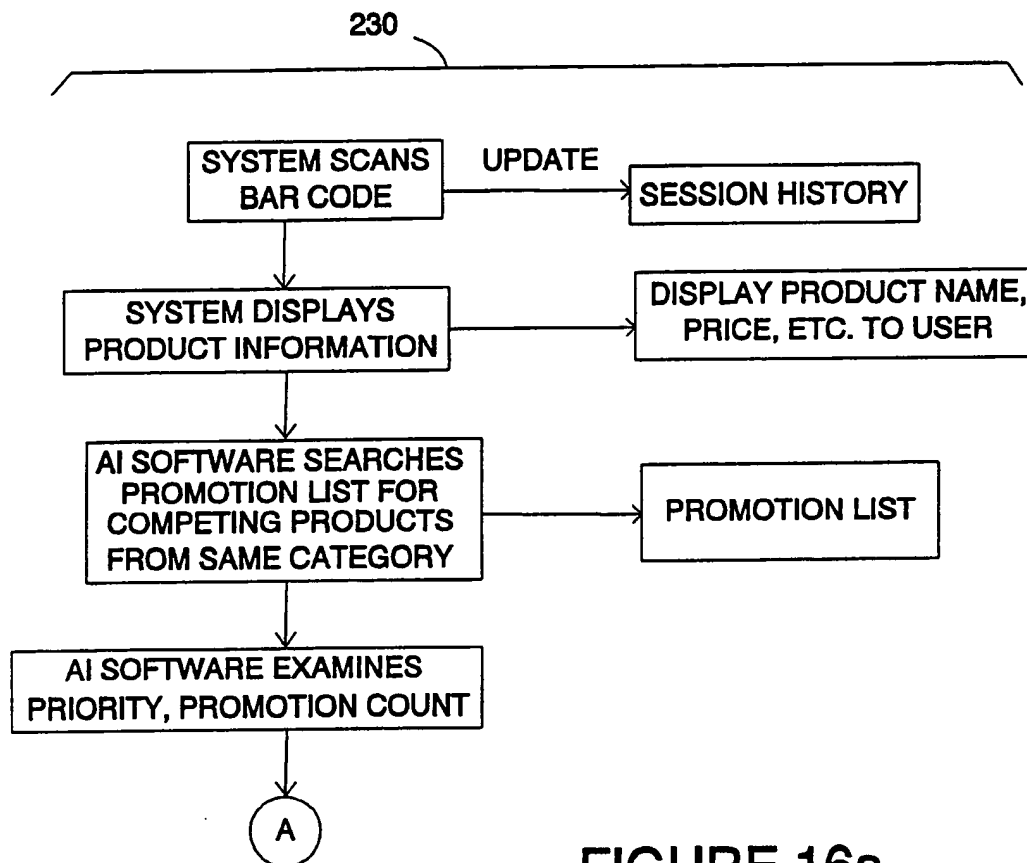 230
SYSTEM SCANS
BAR CODE
UPDATE
SESSION HISTORY
SYSTEM DISPLAYS
PRODUCT INFORMATION
DISPLAY PRODUCT NAME,
PRICE, ETC. TO USER
AI SOFTWARE SEARCHES
PROMOTION LIST FOR
COMPETING PRODUCTS
FROM SAME CATEGORY
PROMOTION LIST
AI SOFTWARE EXAMINES
PRIORITY, PROMOTION COUNT
A
FIGURE 16a